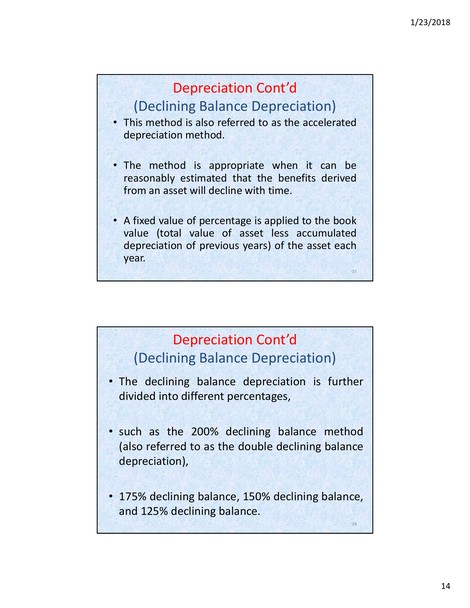 1/23/2018
Depreciation Cont’d
(Declining Balance Depreciation)
• This method is also referred to as the accelerated
depreciation method.
• The method is appropriate when it can be
reasonably estimated that the benefits derived
from an asset will decline with time.
• A fixed value of percentage is applied to the book
value (total value of asset less accumulated
depreciation of previous years) of the asset each
year.
Depreciation Cont’d
(Declining Balance Depreciation)
• The declining balance depreciation is further
divided into different percentages,
• such as the 200% declining balance method
(also referred to as the double declining balance
depreciation),
• 175% declining balance, 150% declining balance,
and 125% declining balance.
14